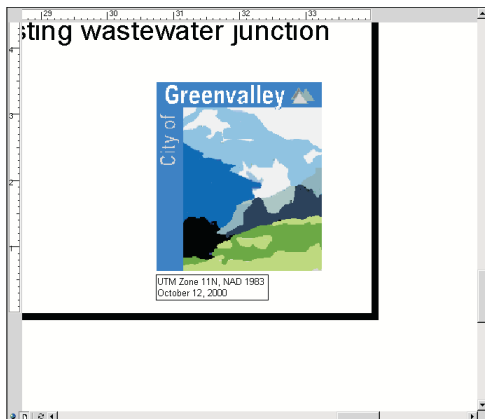 29 30 31 32 33
sting wastewater junction
4
3
2
1
City of
Greenvalley
UTM Zone 11N, NAD 1983
October 12, 2000